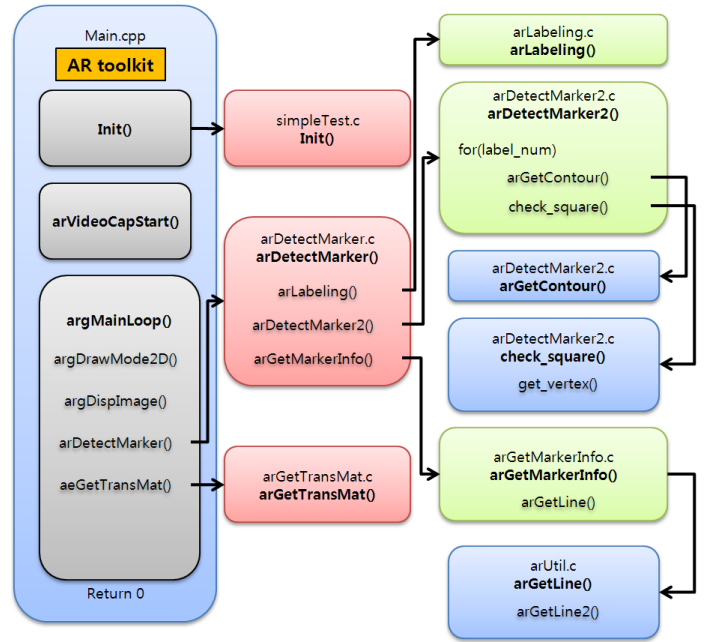 Main.cpp
AR toolkit
Init()
arVideoCapStart()
argMainLoop()
argDrawMode2D()
argDispImage()
arDetectMarker()
aeGetTransMat()
Return 0
simpleTest.c
Init()
arDetectMarker.c
arDetectMarker()
arLabeling()
arDetectMarker2()
arGetMarkerInfo()
arGetTransMat.c
arGetTransMat()
arLabeling.c
arLabeling()
arDetectMarker2.c
arDetectMarker2()
for(label_num)
arGetContour()
check_square()
arDetectMarker2.c
arGetContour()
arDetectMarker2.c
check_square()
get_vertex()
arGetMarkerInfo.c
arGetMarkerInfo()
arGetLine()
arUtil.c
arGetLine()
arGetLine2()